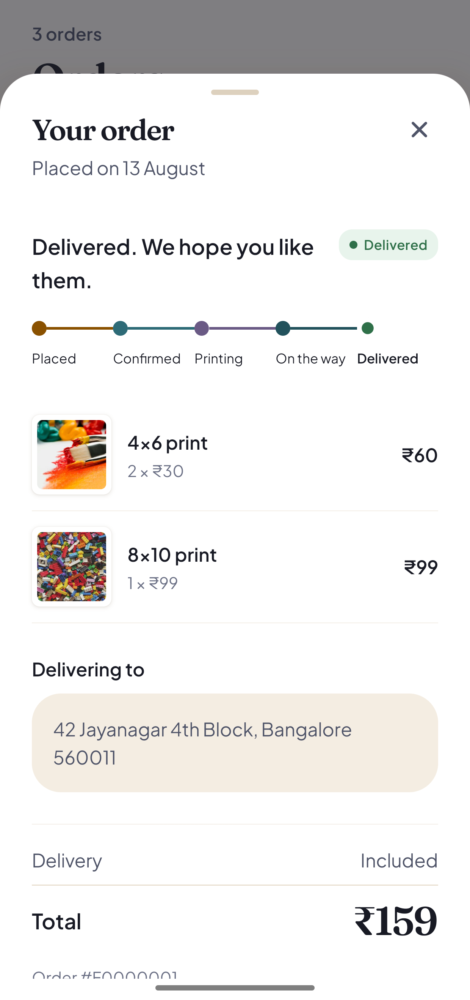 3 orders
Orders
Your order
Placed on 13 August
Delivered. We hope you like
them.
Delivered
Placed
Confirmed
Printing
On the way
Delivered
4×6 print
2 × ₹30
₹60
8×10 print
1 × ₹99
₹99
Delivering to
42 Jayanagar 4th Block, Bangalore
560011
Delivery
Included
Total
₹159
Order #F0000001